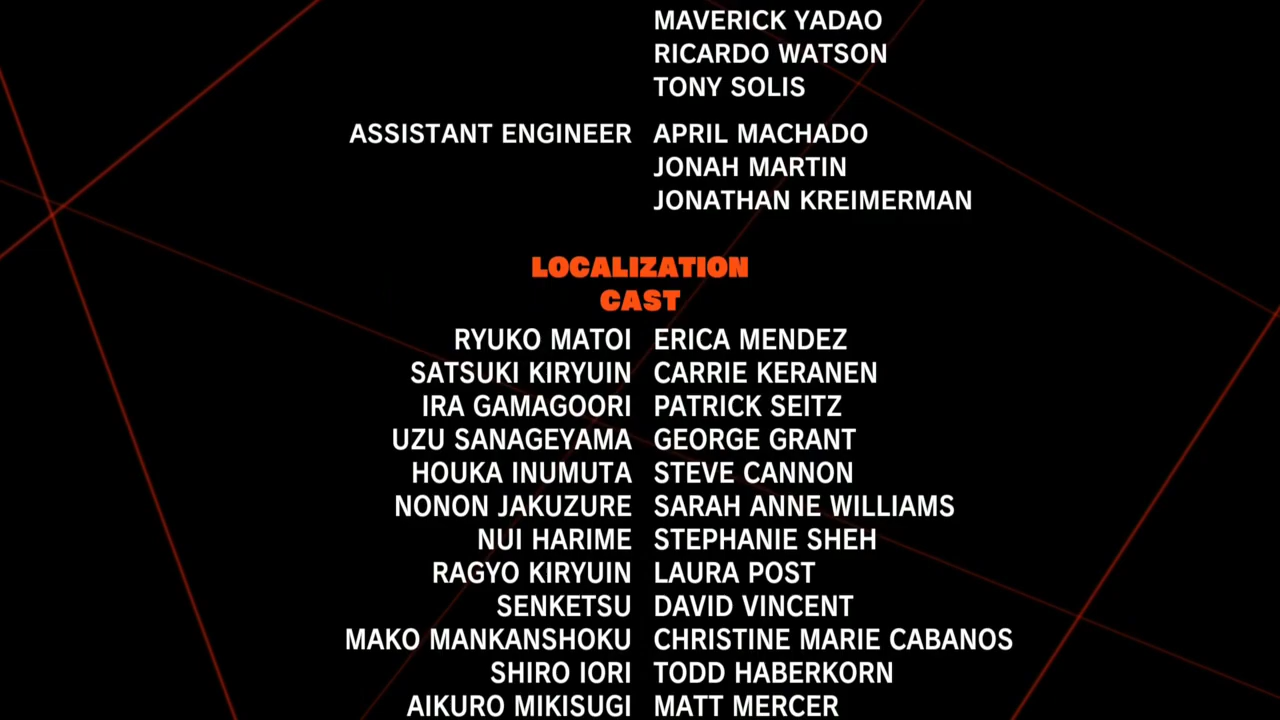 MAVERICK YADAO
RICARDO WATSON
TONY SOLIS
ASSISTANT ENGINEER APRIL MACHADO
JONAH MARTIN
JONATHAN KREIMERMAN
LOCALIZATION
CAST
RYUKO MATOI ERICA MENDEZ
SATSUKI KIRYUIN CARRIE KERANEN
IRA GAMAGOORI PATRICK SEITZ
UZU SANAGEYAMA GEORGE GRANT
HOUKA INUMUTA STEVE CANNON
NONON JAKUZURE SARAH ANNE WILLIAMS
NUI HARIME STEPHANIE SHEH
RAGYO KIRYUIN LAURA POST
SENKETSU DAVID VINCENT
MAKO MANKANSHOKU CHRISTINE MARIE CABANOS
SHIRO IORI TODD HABERKORN
AIKURO MIKISUGI MATT MERCER